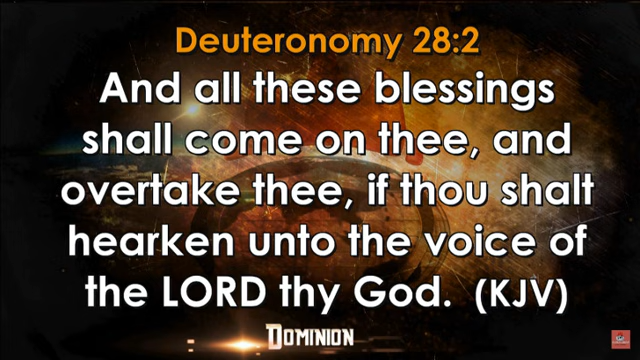 Deuteronomy 28:2
And all these blessings
shall come on thee, and
overtake thee, if thou shalt
hearken unto the voice of
the LORD thy God. (KJV)
DOMINION